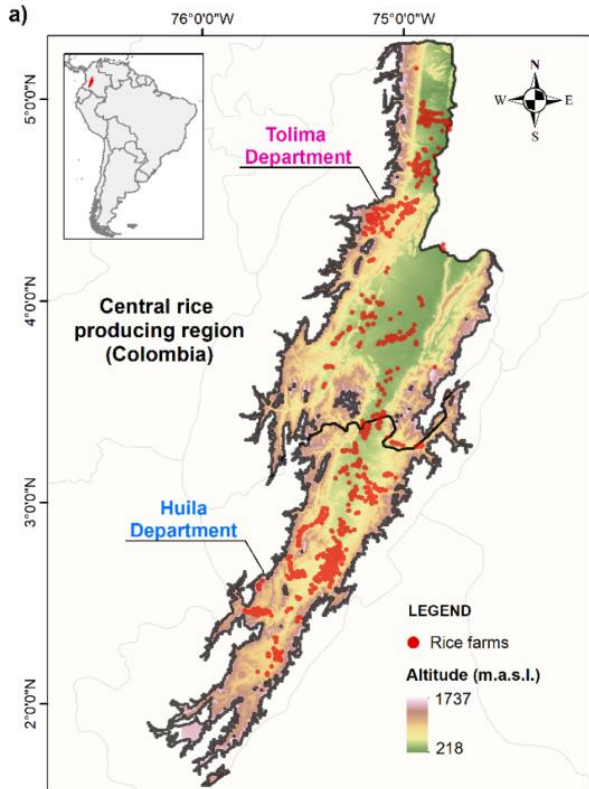 a)
76°0'0"W
75°0'0"W
5°0'0"N
N
W
E
S
Tolima
Department
4°0'0"N
Central rice
producing region
(Colombia)
3°0'0"N
Huila
Department
LEGEND
Rice farms
Altitude (m.a.s.l.)
1737
218
2°0'0"N